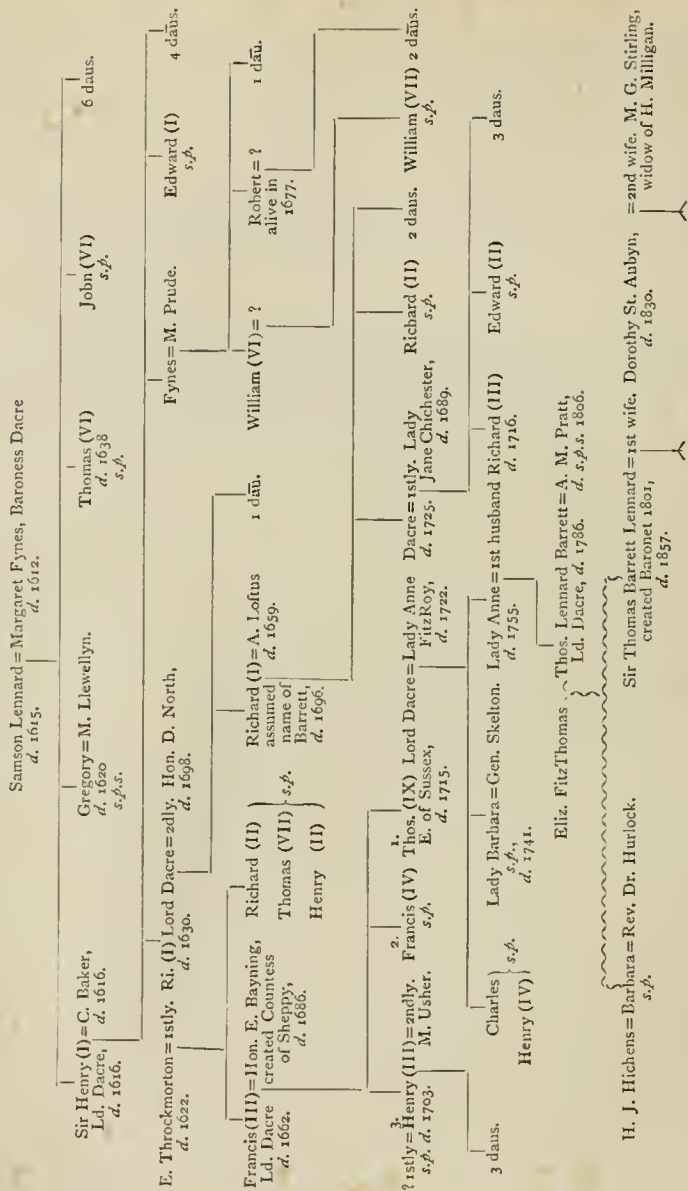 Samson Lennard = Margaret Fynes, Baroness Dacre
d. 1615. d. 1612.
Sir Henry (I) = C. Baker,
Ld. Dacre, d. 1616.
d. 1616.
Gregory = M. Llewellyn.
d. 1620
s.p.s.
Thomas (VI)
d. 1638
s.p.
John (VI)
s.p.
6 daus.
E. Throckmorton = 1stly. Ri. (I) Lord Dacre = 2dly. Hon. D. North,
d. 1622. d. 1630. d. 1698.
Fynes = M. Prude.
Edward (I)
s.p.
4 daus.
Francis (III) = Hon. E. Bayning,
Ld. Dacre created Countess
d. 1662. of Sheppy,
d. 1686.
Richard (II)
Thomas (VII) } s.p.
Henry (II)
Richard (I) = A. Loftus
assumed d. 1659.
name of
Barrett,
d. 1696.
1 dau.
William (VI) = ?
Robert = ?
alive in
1677.
1 dau.
3.
? 1stly = Henry (III) = 2ndly.
s.p. d. 1703. M. Usher.
2.
Francis (IV)
s.p.
1.
Thos. (IX) Lord Dacre = Lady Anne
E. of Sussex, FitzRoy,
d. 1715. d. 1722.
Dacre = 1stly. Lady
d. 1725. Jane Chichester,
d. 1689.
Richard (II)
s.p.
2 daus.
William (VII)
s.p.
2 daus.
3 daus.
Charles
Henry (IV) } s.p.
Lady Barbara = Gen. Skelton.
s.p.,
d. 1741.
Lady Anne = 1st husband Richard (III)
d. 1755. d. 1716.
Edward (II)
s.p.
3 daus.
Eliz. FitzThomas Thos. Lennard Barrett = A. M. Pratt,
Ld. Dacre, d. 1786. d. s.p.s. 1806.
H. J. Hichens = Barbara = Rev. Dr. Hurlock.
s.p.
Sir Thomas Barrett Lennard = 1st wife. Dorothy St. Aubyn,
created Baronet 1801, d. 1830.
d. 1857.
= 2nd wife. M. G. Stirling,
widow of H. Milligan.